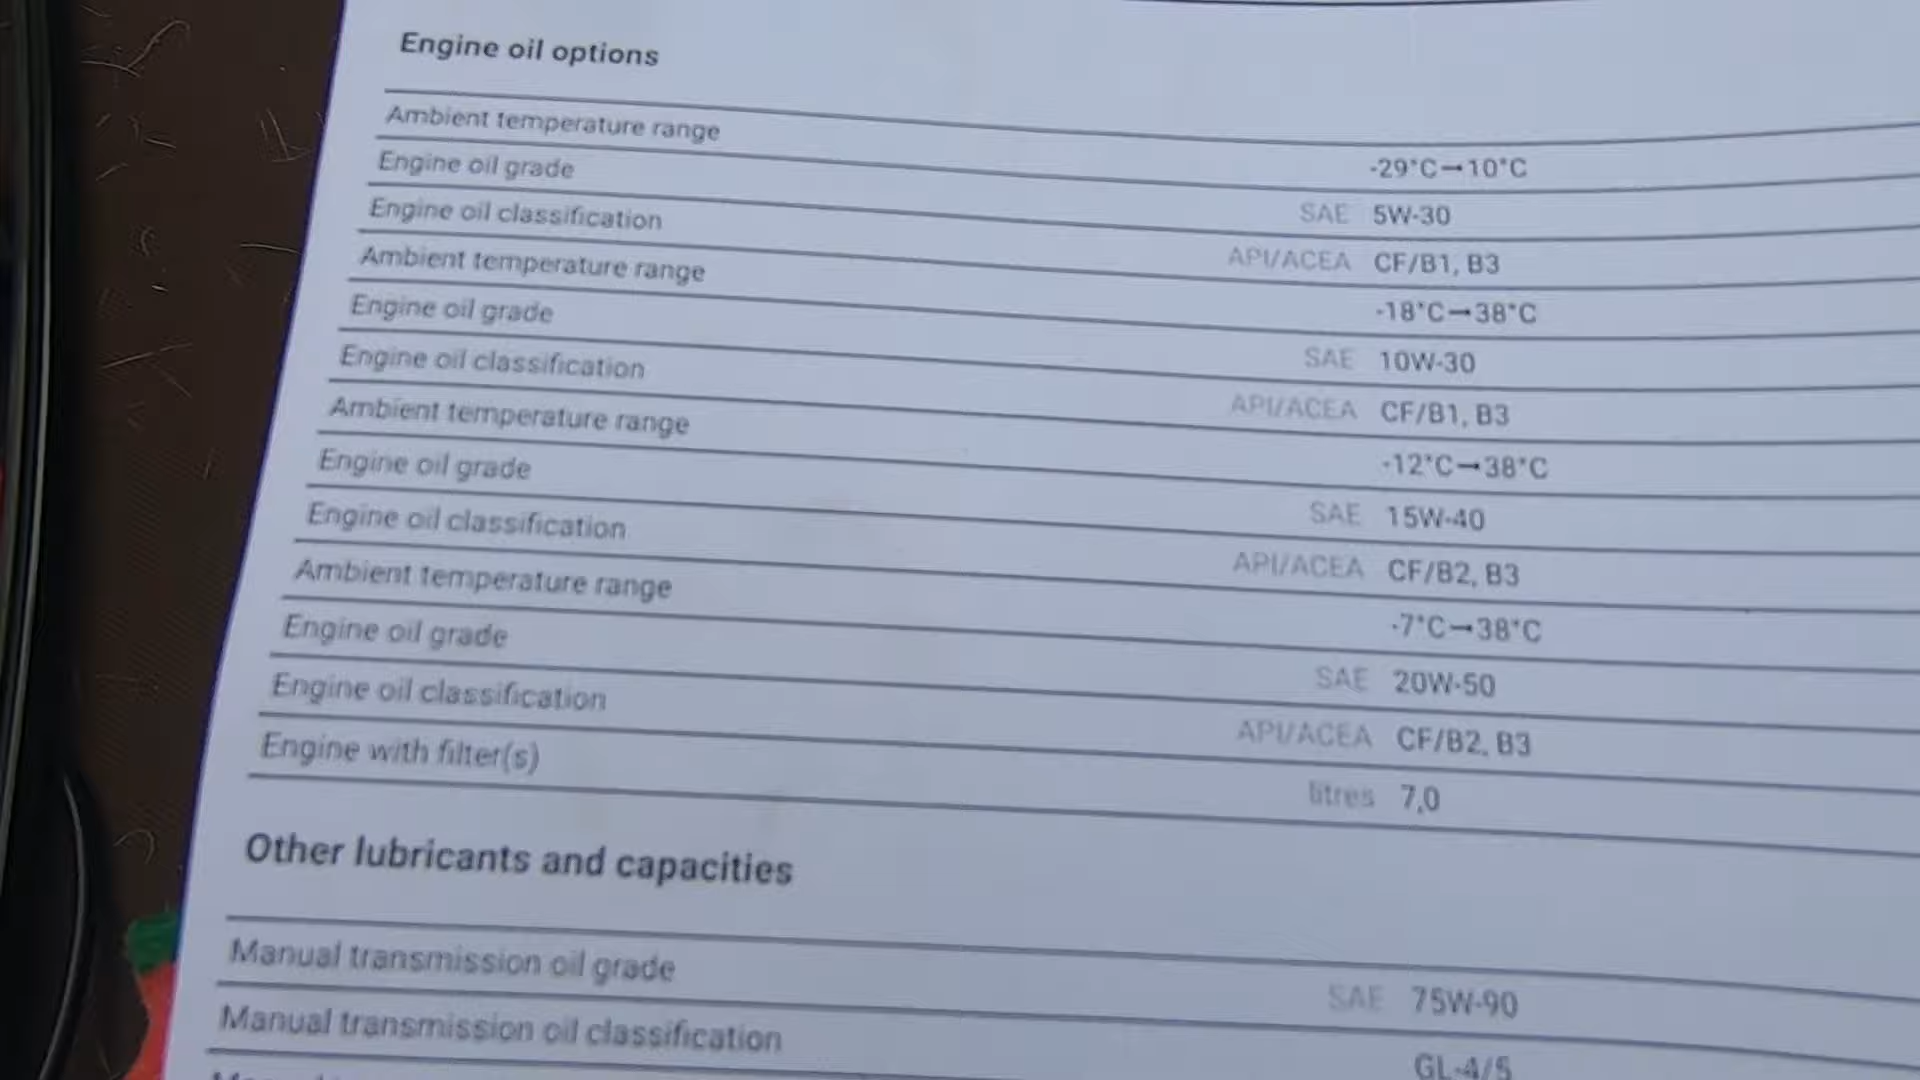 Engine oil options
Ambient temperature range -29°C→10°C
Engine oil grade SAE 5W-30
Engine oil classification API/ACEA CF/B1, B3
Ambient temperature range -18°C→38°C
Engine oil grade SAE 10W-30
Engine oil classification API/ACEA CF/B1, B3
Ambient temperature range -12°C→38°C
Engine oil grade SAE 15W-40
Engine oil classification API/ACEA CF/B2, B3
Ambient temperature range -7°C→38°C
Engine oil grade SAE 20W-50
Engine oil classification API/ACEA CF/B2, B3
Engine with filter(s) litres 7,0
Other lubricants and capacities
Manual transmission oil grade SAE 75W-90
Manual transmission oil classification GL-4/5